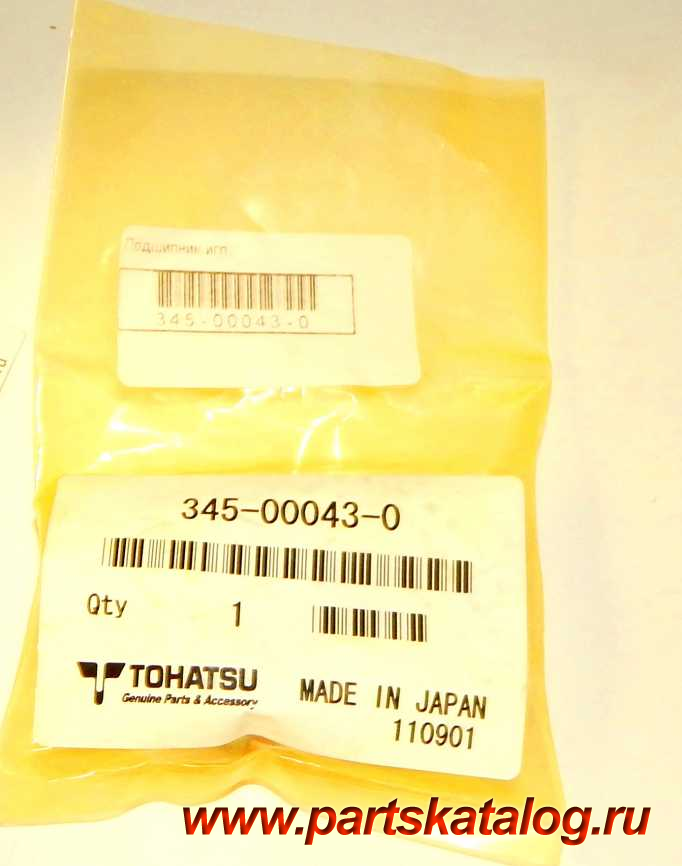 Подшипник игл.
345-00043-0
345-00043-0
Qty 1
TOHATSU
Genuine Parts & Accessory
MADE IN JAPAN
110901
www.partskatalog.ru